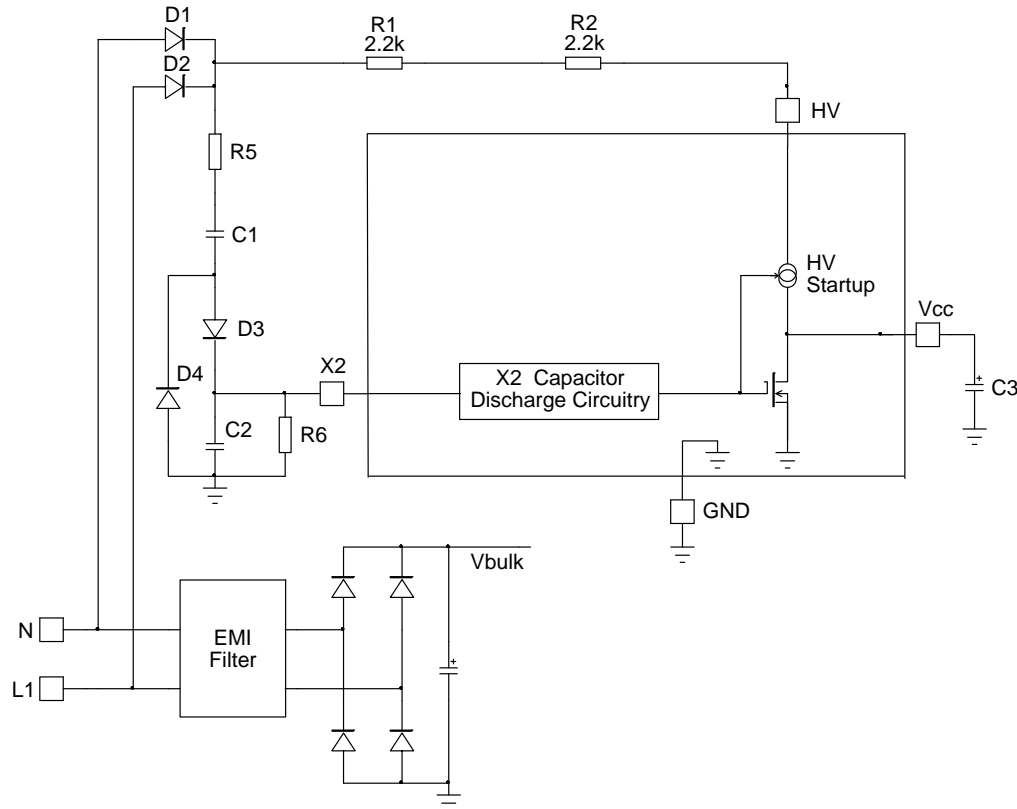 D1
R1
2.2k
R2
2.2k
D2
HV
R5
C1
HV
Startup
Vcc
D3
X2
D4
X2 Capacitor
Discharge Circuitry
C3
C2
R6
GND
Vbulk
N
EMI
Filter
L1
+
+